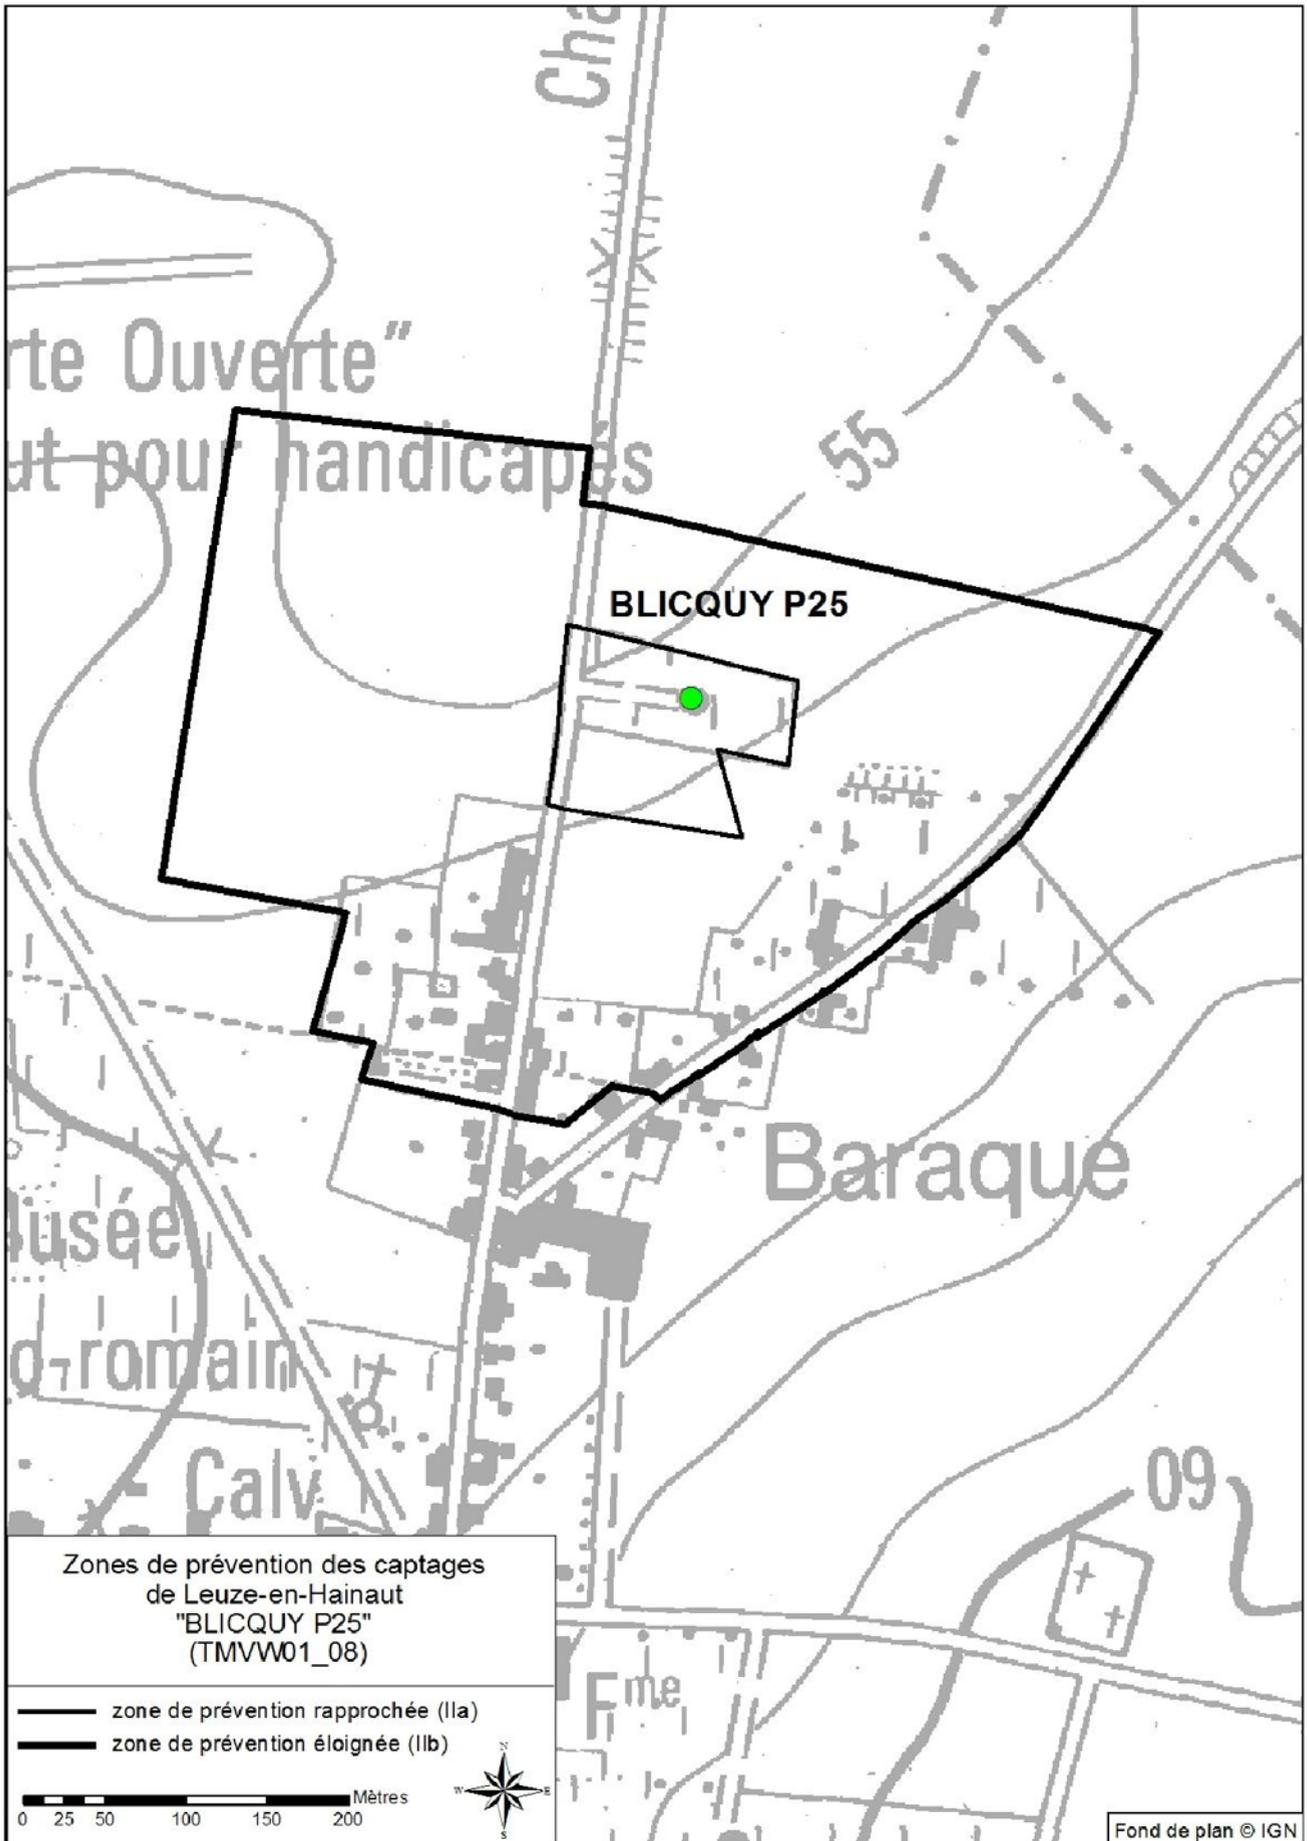 Cha
rte Ouverte"
ut pour handicapés
55
BLICQUY P25
Baraque
usée
d-romain
Calv.
09
Fme
Zones de prévention des captages
de Leuze-en-Hainaut
"BLICQUY P25"
(TMVW01_08)
zone de prévention rapprochée (IIa)
zone de prévention éloignée (IIb)
N
W
E
S
Mètres
0 25 50 100 150 200
Fond de plan © IGN